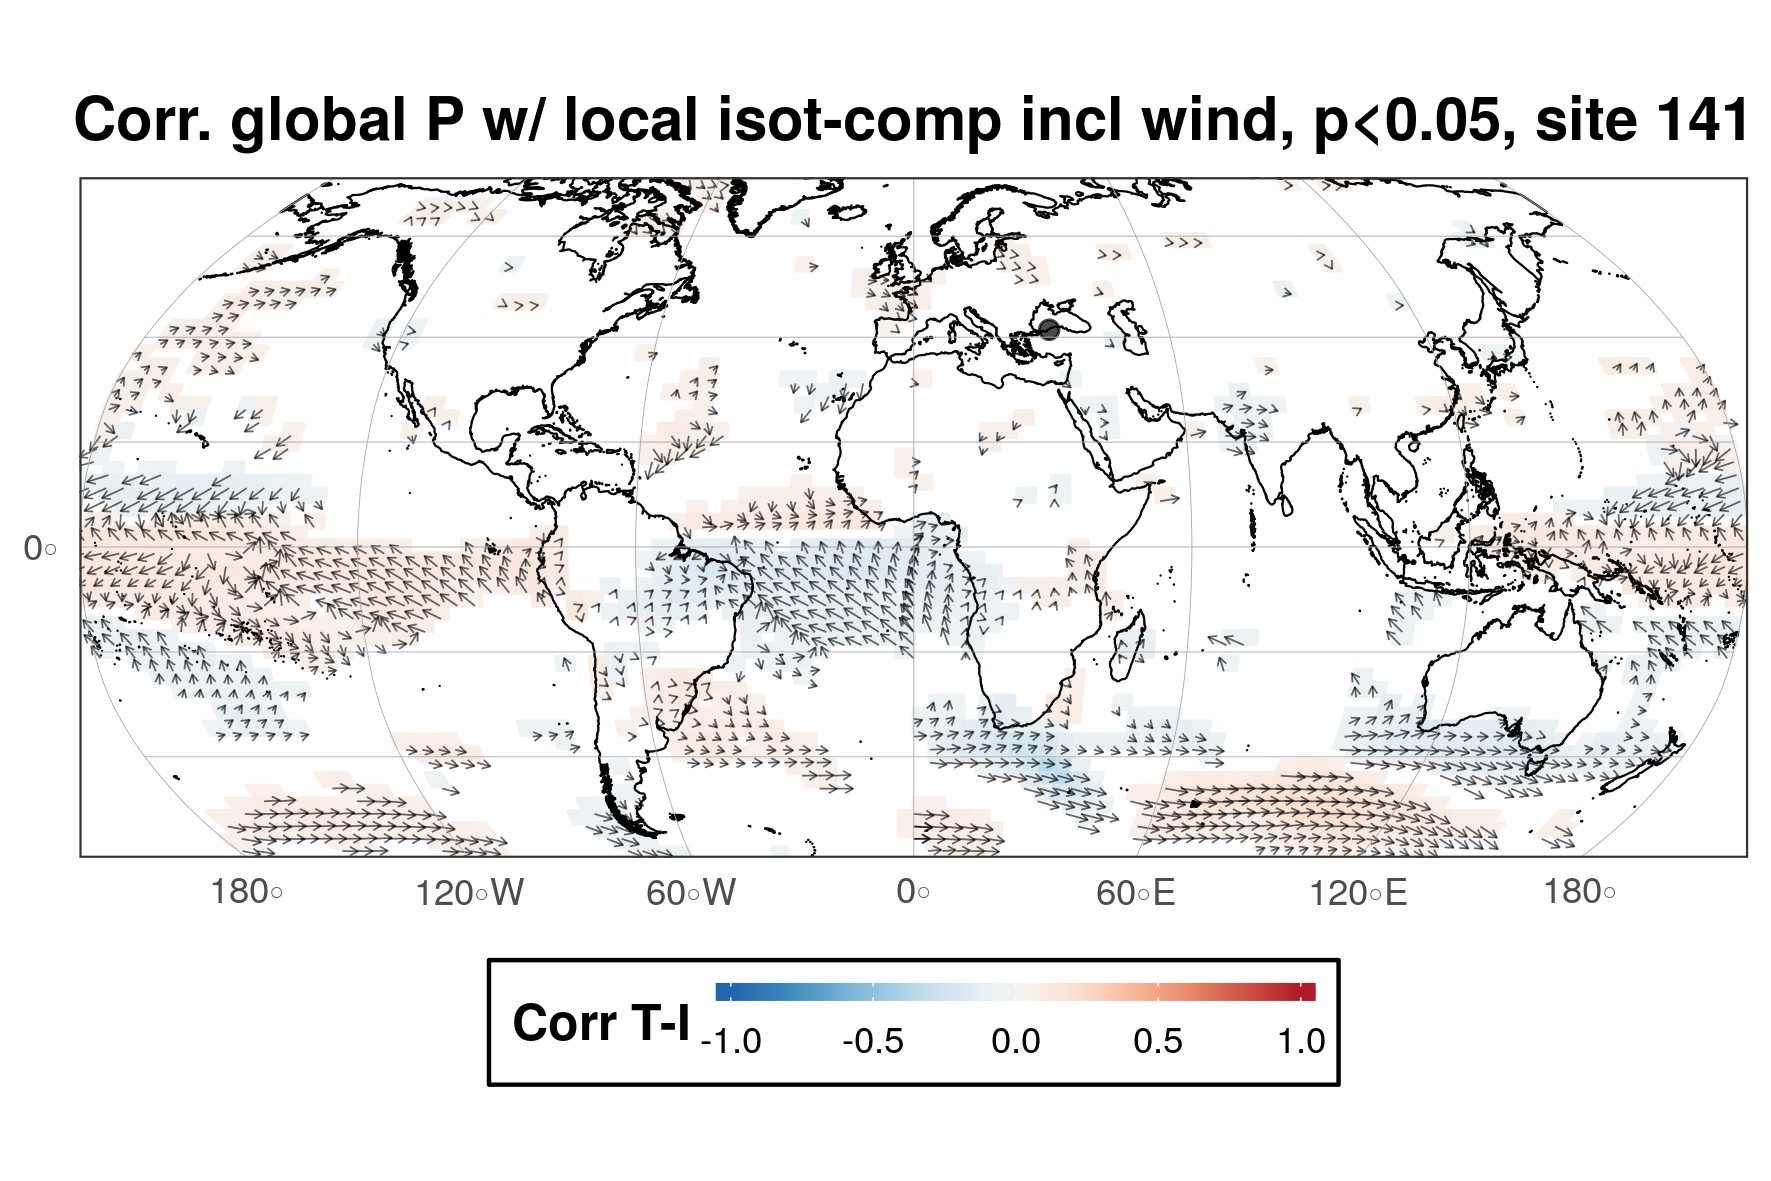 Corr. global P w/ local isot-comp incl wind, p<0.05, site 141
0°
180° 120°W 60°W 0° 60°E 120°E 180°
Corr T-I
-1.0 -0.5 0.0 0.5 1.0